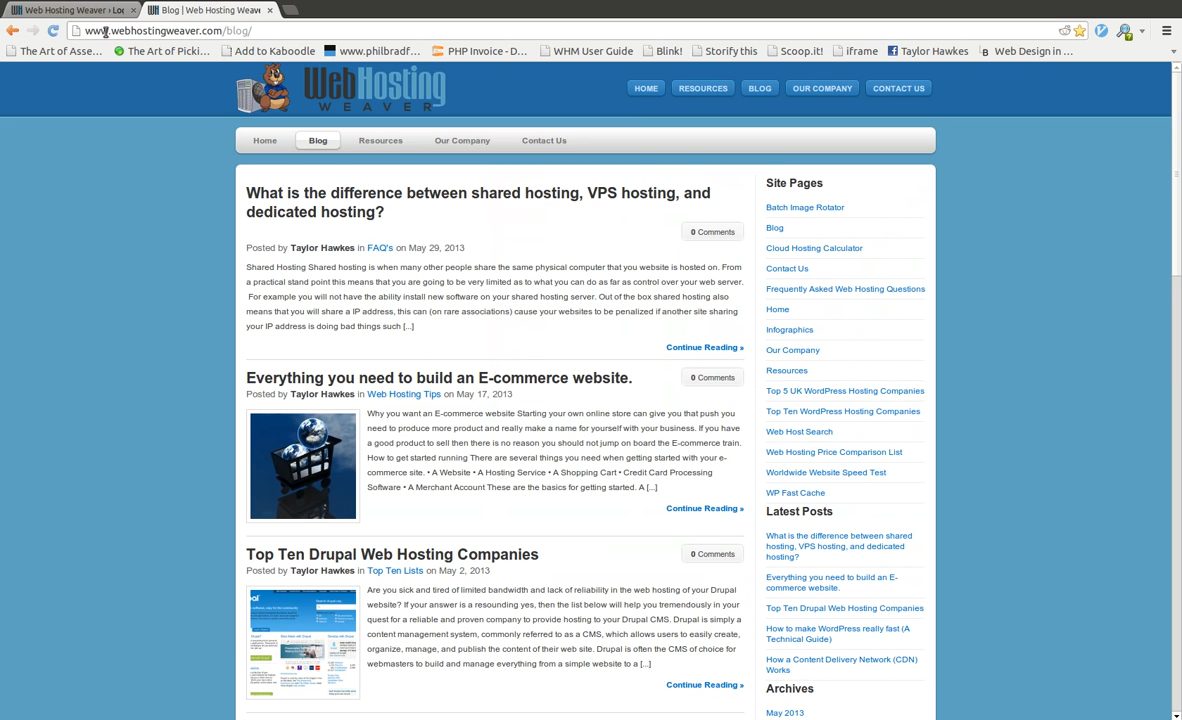 Web Hosting Weaver › Lo
Blog | Web Hosting Weave
www.webhostingweaver.com/blog/
The Art of Asse...
The Art of Picki...
Add to Kaboodle
www.philbradf...
PHP Invoice - D...
WHM User Guide
Blink!
Storify this
Scoop.it!
iframe
Taylor Hawkes
Web Design in ...
WebHosting
WEAVER
HOME
RESOURCES
BLOG
OUR COMPANY
CONTACT US
Home
Blog
Resources
Our Company
Contact Us
What is the difference between shared hosting, VPS hosting, and
dedicated hosting?
0 Comments
Posted by Taylor Hawkes in FAQ's on May 29, 2013
Shared Hosting Shared hosting is when many other people share the same physical computer that you website is hosted on. From
a practical stand point this means that you are going to be very limited as to what you can do as far as control over your web server.
For example you will not have the ability install new software on your shared hosting server. Out of the box shared hosting also
means that you will share a IP address, this can (on rare associations) cause your websites to be penalized if another site sharing
your IP address is doing bad things such [...]
Continue Reading »
Everything you need to build an E-commerce website.
0 Comments
Posted by Taylor Hawkes in Web Hosting Tips on May 17, 2013
Why you want an E-commerce website Starting your own online store can give you that push you
need to produce more product and really make a name for yourself with your business. If you have
a good product to sell then there is no reason you should not jump on board the E-commerce train.
How to get started running There are several things you need when getting started with your e-
commerce site. • A Website • A Hosting Service • A Shopping Cart • Credit Card Processing
Software • A Merchant Account These are the basics for getting started. A [...]
Continue Reading »
Top Ten Drupal Web Hosting Companies
0 Comments
Posted by Taylor Hawkes in Top Ten Lists on May 2, 2013
Are you sick and tired of limited bandwidth and lack of reliability in the web hosting of your Drupal
website? If your answer is a resounding yes, then the list below will help you tremendously in your
quest for a reliable and proven company to provide hosting to your Drupal CMS. Drupal is simply a
content management system, commonly referred to as a CMS, which allows users to easily create,
organize, manage, and publish the content of their web site. Drupal is often the CMS of choice for
webmasters to build and manage everything from a simple website to a [...]
Continue Reading »
Site Pages
Batch Image Rotator
Blog
Cloud Hosting Calculator
Contact Us
Frequently Asked Web Hosting Questions
Home
Infographics
Our Company
Resources
Top 5 UK WordPress Hosting Companies
Top Ten WordPress Hosting Companies
Web Host Search
Web Hosting Price Comparison List
Worldwide Website Speed Test
WP Fast Cache
Latest Posts
What is the difference between shared
hosting, VPS hosting, and dedicated
hosting?
Everything you need to build an E-
commerce website.
Top Ten Drupal Web Hosting Companies
How to make WordPress really fast (A
Technical Guide)
How a Content Delivery Network (CDN)
Works
Archives
May 2013